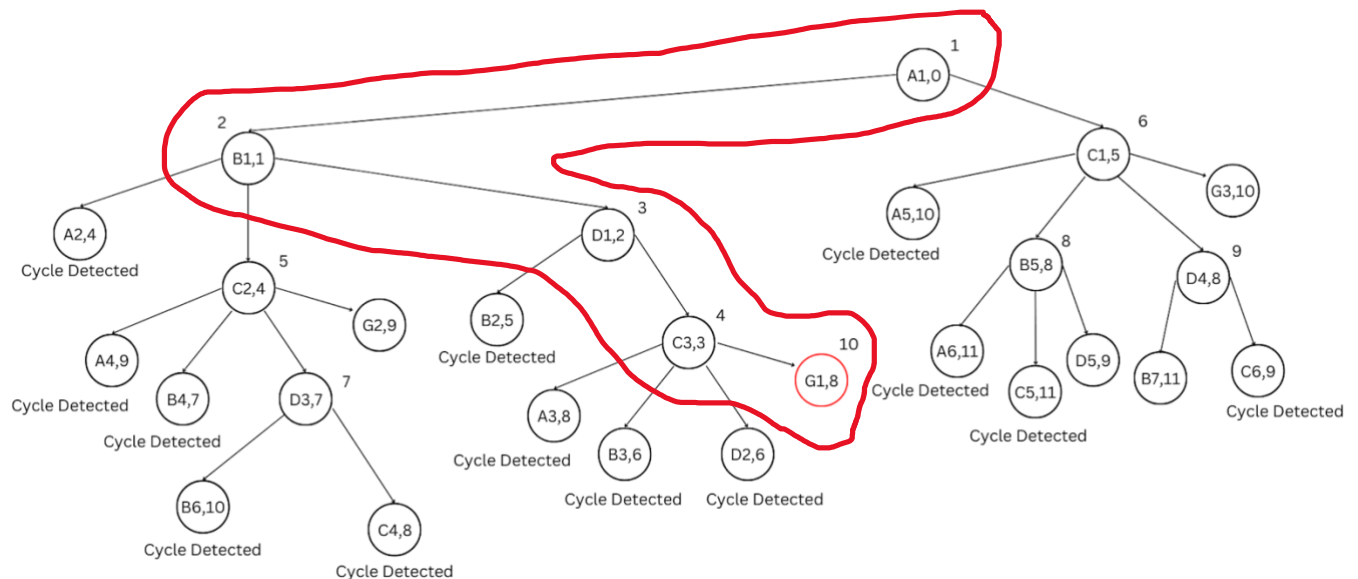 1
A1,0
2
B1,1
6
C1,5
G3,10
A5,10
Cycle Detected
A2,4
Cycle Detected
3
D1,2
8
B5,8
9
D4,8
5
C2,4
B2,5
Cycle Detected
G2,9
4
C3,3
10
G1,8
A4,9
Cycle Detected
B4,7
Cycle Detected
7
D3,7
A3,8
Cycle Detected
B3,6
Cycle Detected
D2,6
Cycle Detected
A6,11
Cycle Detected
C5,11
Cycle Detected
D5,9
B7,11
C6,9
Cycle Detected
B6,10
Cycle Detected
C4,8
Cycle Detected